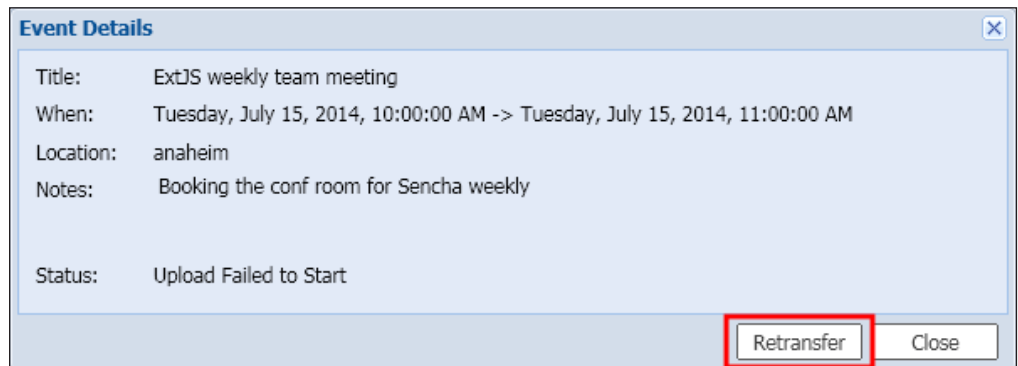 Event Details
Title: ExtJS weekly team meeting
When: Tuesday, July 15, 2014, 10:00:00 AM -> Tuesday, July 15, 2014, 11:00:00 AM
Location: anaheim
Notes: Booking the conf room for Sencha weekly
Status: Upload Failed to Start
Retransfer Close